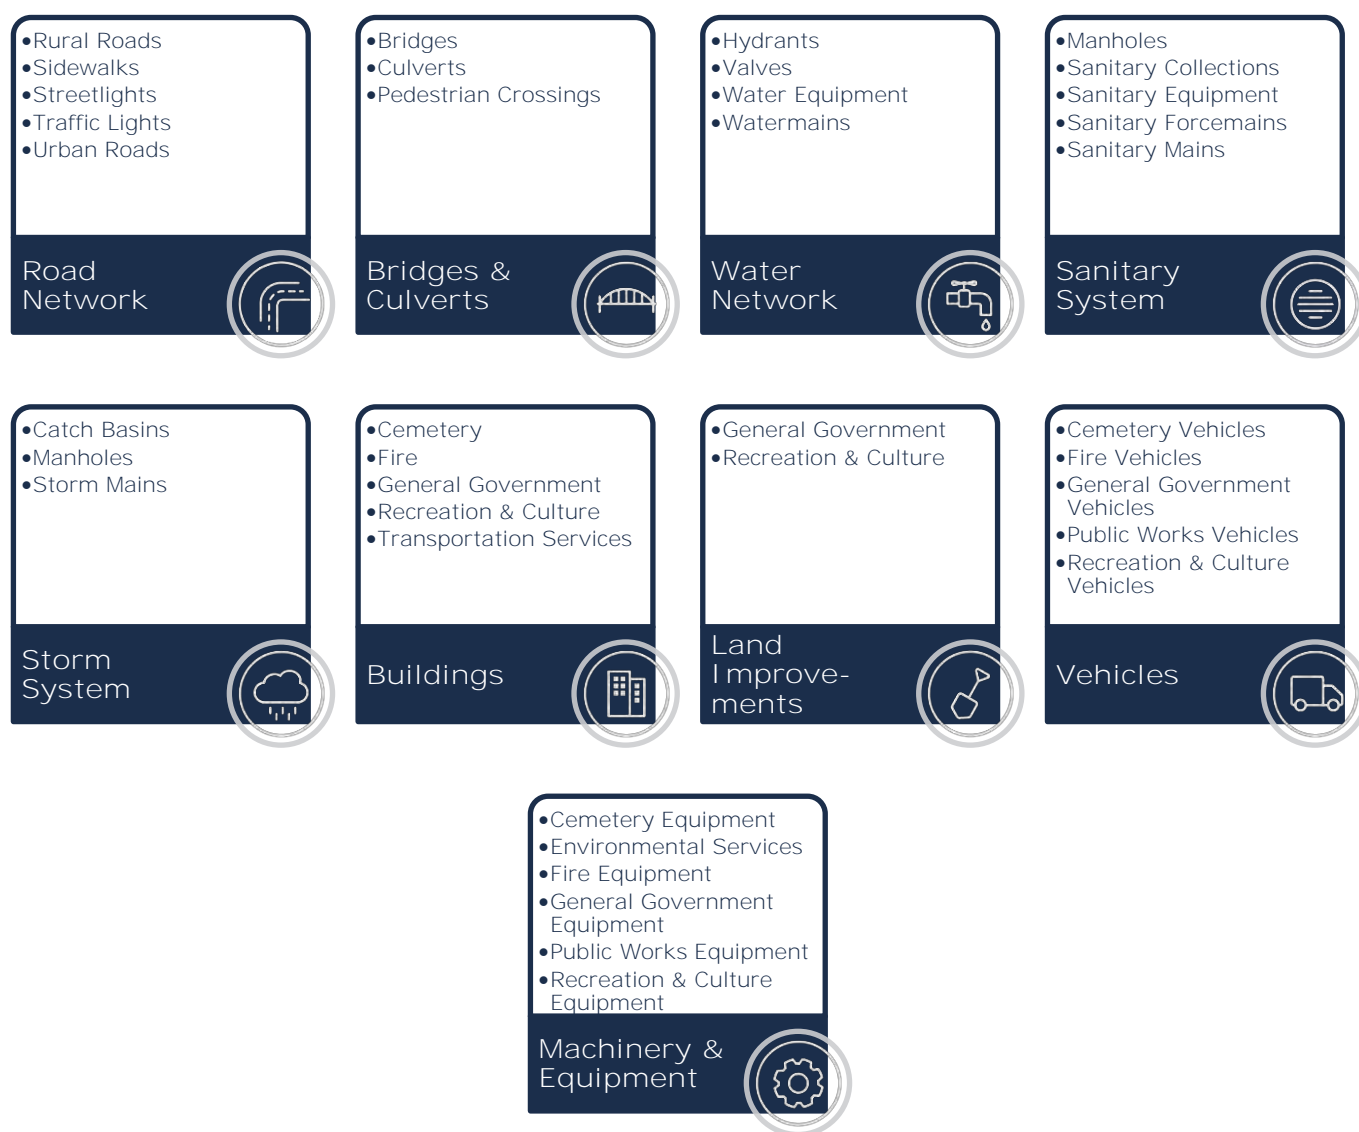 •Rural Roads
•Sidewalks
•Streetlights
•Traffic Lights
•Urban Roads
Road
Network
•Bridges
•Culverts
•Pedestrian Crossings
Bridges &
Culverts
•Hydrants
•Valves
•Water Equipment
•Watermains
Water
Network
•Manholes
•Sanitary Collections
•Sanitary Equipment
•Sanitary Forcemains
•Sanitary Mains
Sanitary
System
•Catch Basins
•Manholes
•Storm Mains
Storm
System
•Cemetery
•Fire
•General Government
•Recreation & Culture
•Transportation Services
Buildings
•General Government
•Recreation & Culture
Land
Improve-
ments
•Cemetery Vehicles
•Fire Vehicles
•General Government
Vehicles
•Public Works Vehicles
•Recreation & Culture
Vehicles
Vehicles
•Cemetery Equipment
•Environmental Services
•Fire Equipment
•General Government
Equipment
•Public Works Equipment
•Recreation & Culture
Equipment
Machinery &
Equipment